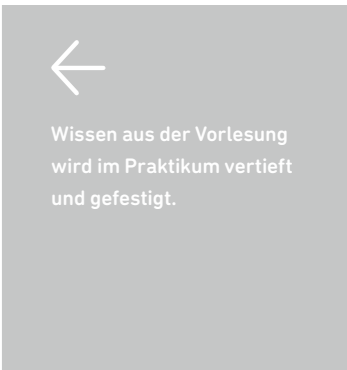 Wissen aus der Vorlesung
wird im Praktikum vertieft
und gefestigt.